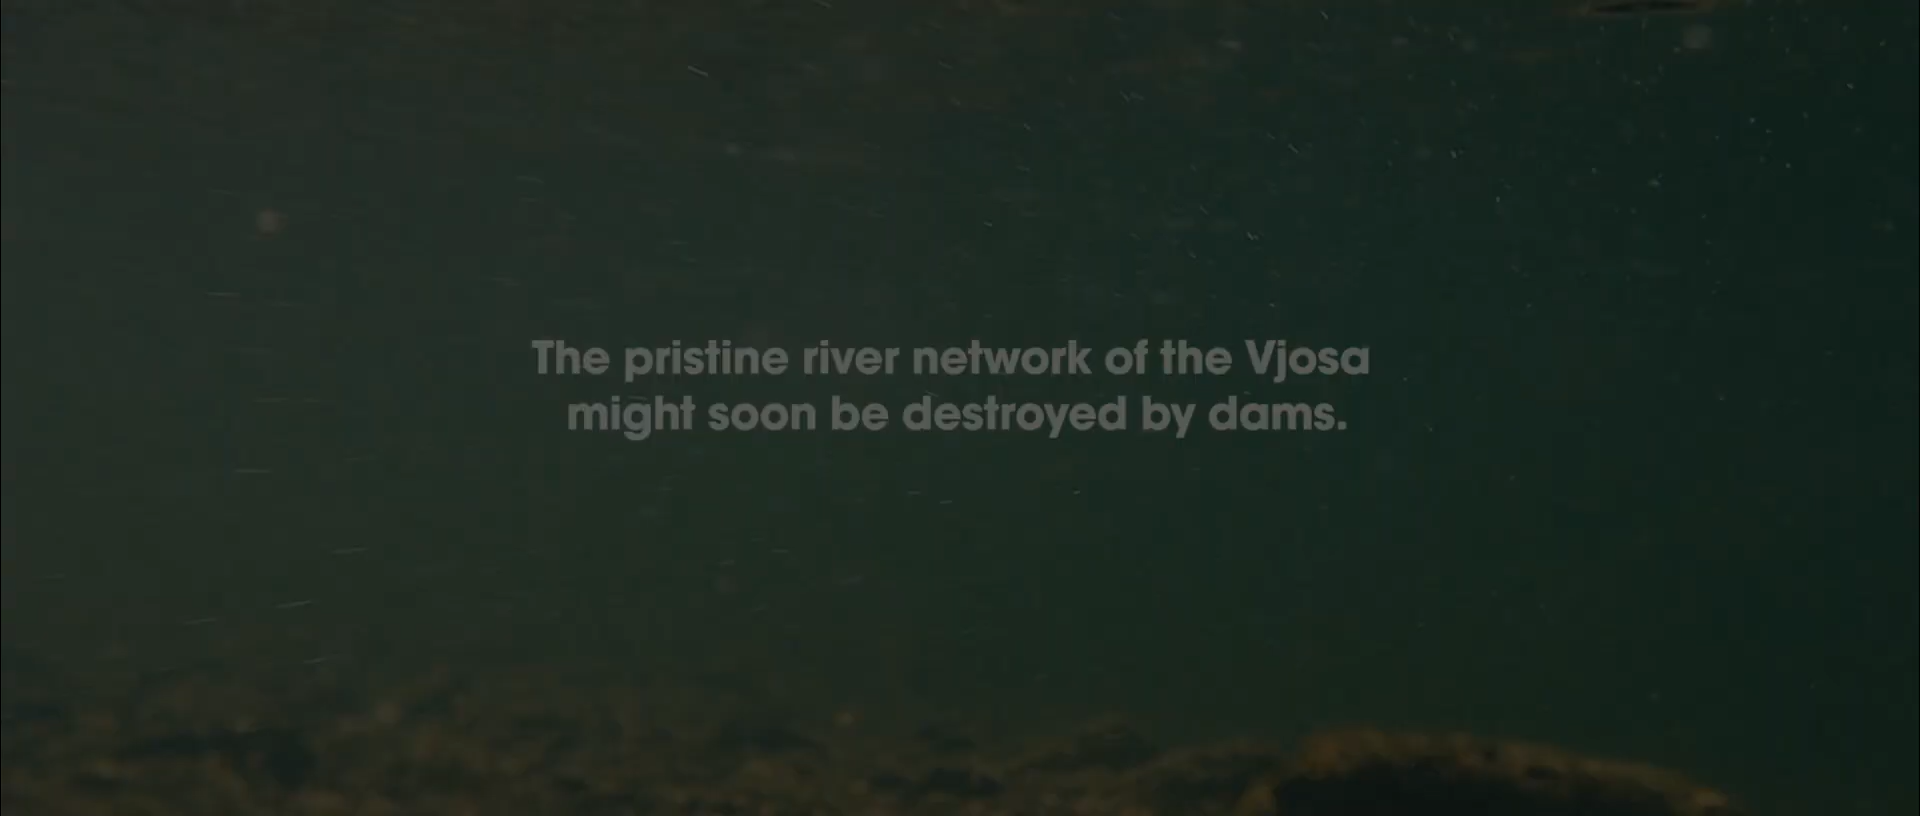 The pristine river network of the Vjosa
might soon be destroyed by dams.